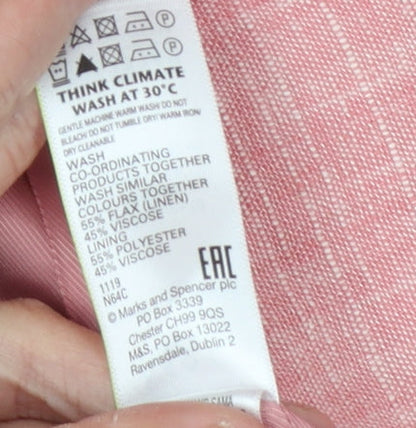 THINK CLIMATE
WASH AT 30°C
GENTLE MACHINE WARM WASH/ DO NOT
BLEACH/ DO NOT TUMBLE DRY/ WARM IRON/
DRY CLEANABLE
WASH
CO-ORDINATING
PRODUCTS TOGETHER
WASH SIMILAR
COLOURS TOGETHER
55% FLAX (LINEN)
45% VISCOSE
LINING
55% POLYESTER
45% VISCOSE
EAC
1119
N64C
© Marks and Spencer plc
PO Box 3339
Chester CH99 9QS
M&S, PO Box 13022
Ravensdale, Dublin 2